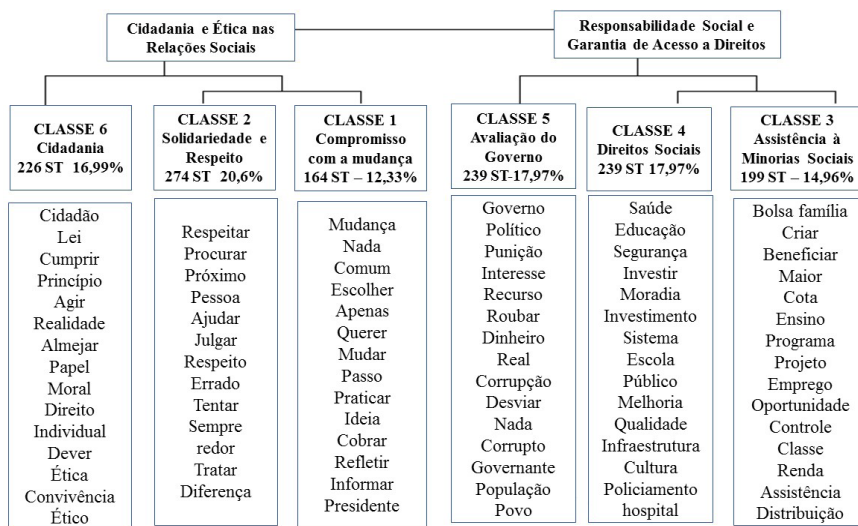 Cidadania e Ética nas
Relações Sociais
Responsabilidade Social e
Garantia de Acesso a Direitos
CLASSE 6
Cidadania
226 ST 16,99%
CLASSE 2
Solidariedade e
Respeito
274 ST 20,6%
CLASSE 1
Compromisso
com a mudança
164 ST – 12,33%
CLASSE 5
Avaliação do
Governo
239 ST-17,97%
CLASSE 4
Direitos Sociais
239 ST 17,97%
CLASSE 3
Assistência à
Minorias Sociais
199 ST – 14,96%
Cidadão
Lei
Cumprir
Princípio
Agir
Realidade
Almejar
Papel
Moral
Direito
Individual
Dever
Ética
Convivência
Ético
Respeitar
Procurar
Próximo
Pessoa
Ajudar
Julgar
Respeito
Errado
Tentar
Sempre
redor
Tratar
Diferença
Mudança
Nada
Comum
Escolher
Apenas
Querer
Mudar
Passo
Praticar
Ideia
Cobrar
Refletir
Informar
Presidente
Governo
Político
Punição
Interesse
Recurso
Roubar
Dinheiro
Real
Corrupção
Desviar
Nada
Corrupto
Governante
População
Povo
Saúde
Educação
Segurança
Investir
Moradia
Investimento
Sistema
Escola
Público
Melhoria
Qualidade
Infraestrutura
Cultura
Policiamento
hospital
Bolsa família
Criar
Beneficiar
Maior
Cota
Ensino
Programa
Projeto
Emprego
Oportunidade
Controle
Classe
Renda
Assistência
Distribuição